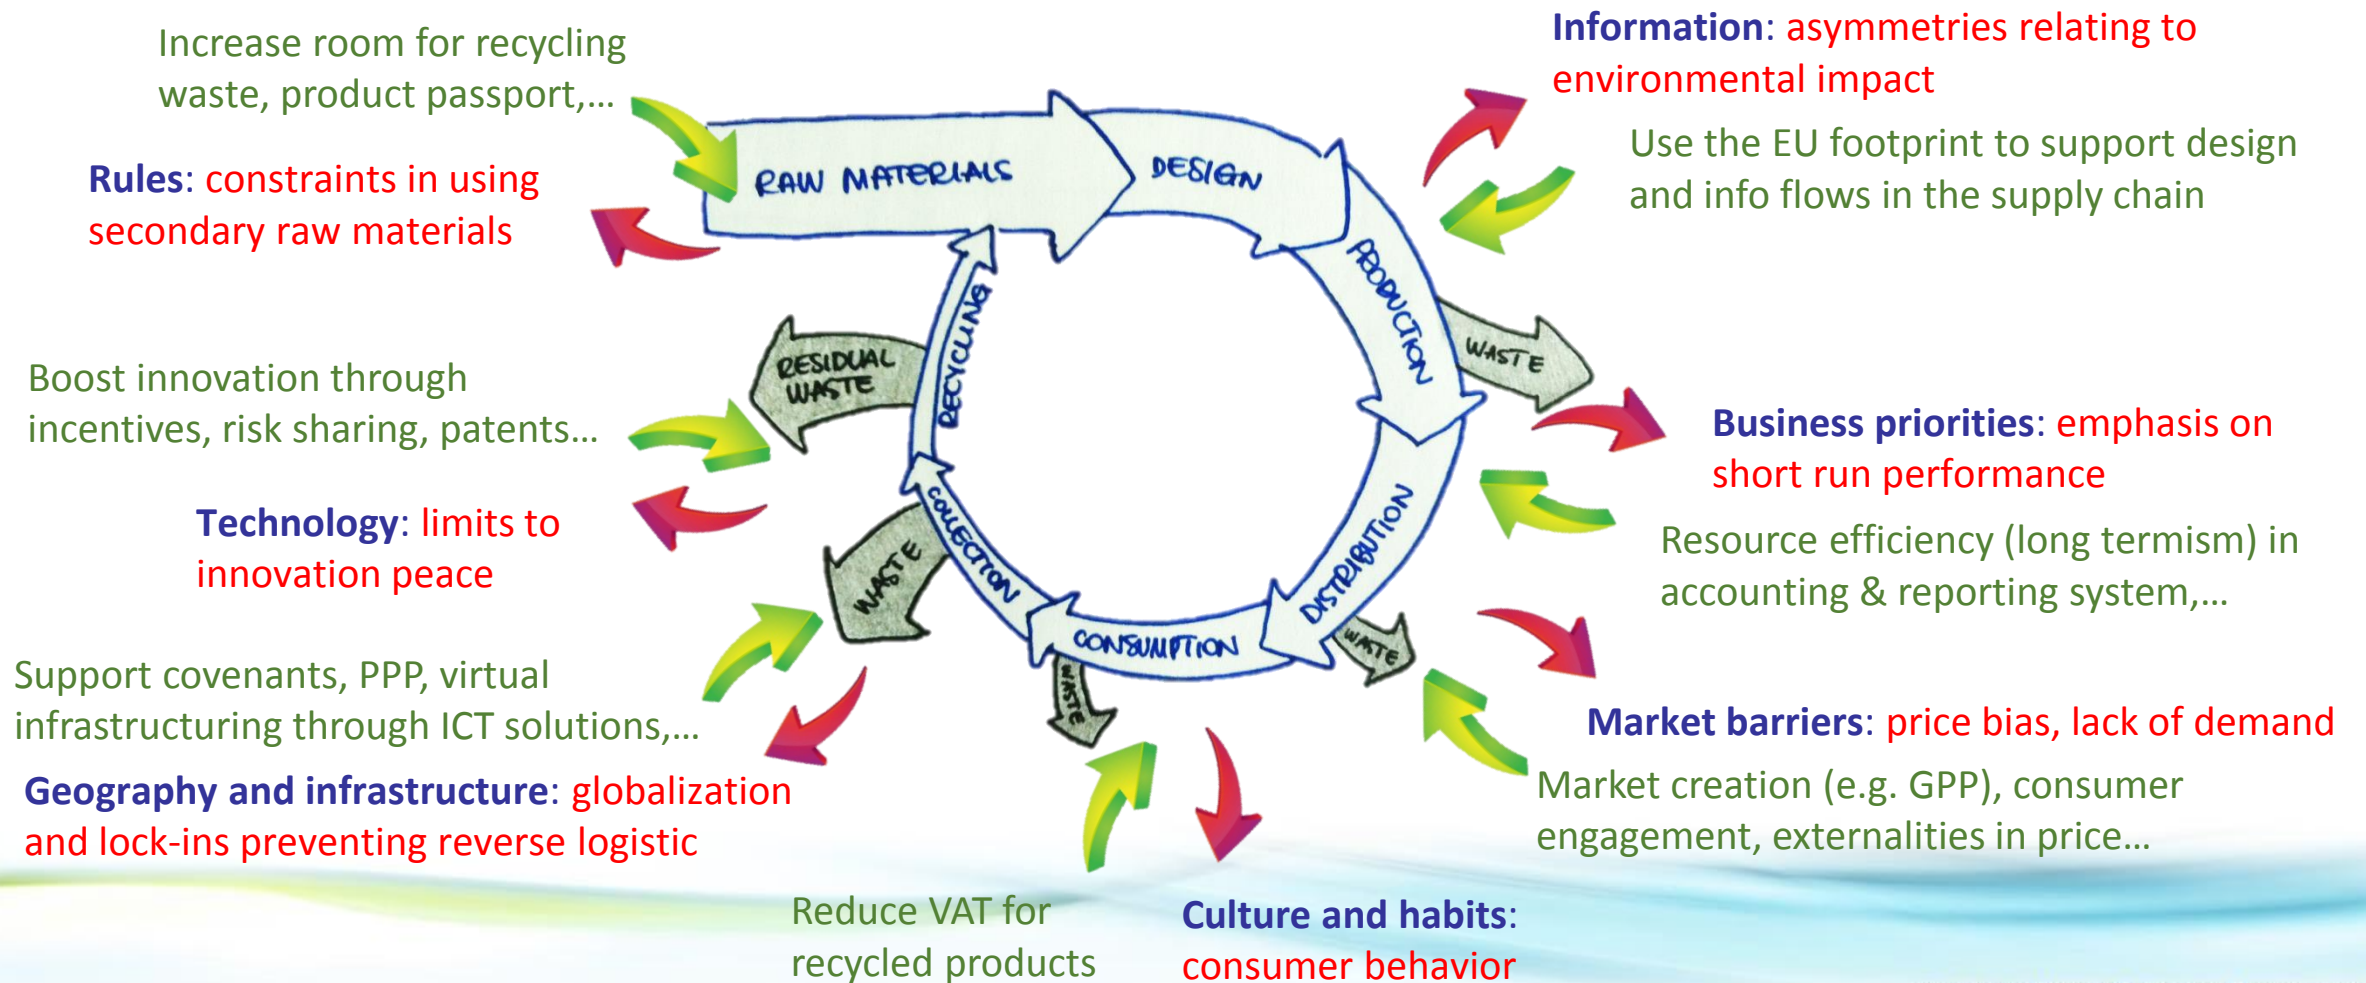 Increase room for recycling
waste, product passport,...
Rules: constraints in using
secondary raw materials
Boost innovation through
incentives, risk sharing, patents...
Technology: limits to
innovation peace
Support covenants, PPP, virtual
infrastructuring through ICT solutions,...
Geography and infrastructure: globalization
and lock-ins preventing reverse logistic
RAW MATERIALS
DESIGN
PRODUCTION
WASTE
DISTRIBUTION
WASTE
CONSUMPTION
WASTE
COLLECTION
WASTE
RECYCLING
RESIDUAL
WASTE
Information: asymmetries relating to
environmental impact
Use the EU footprint to support design
and info flows in the supply chain
Business priorities: emphasis on
short run performance
Resource efficiency (long termism) in
accounting & reporting system,...
Market barriers: price bias, lack of demand
Market creation (e.g. GPP), consumer
engagement, externalities in price...
Reduce VAT for
recycled products
Culture and habits:
consumer behavior